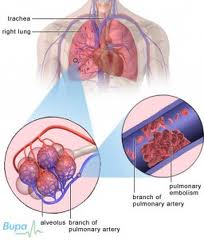 trachea
right lung
pulmonary
embolism
branch of
pulmonary artery
alveolus
branch of
pulmonary artery
Bupa